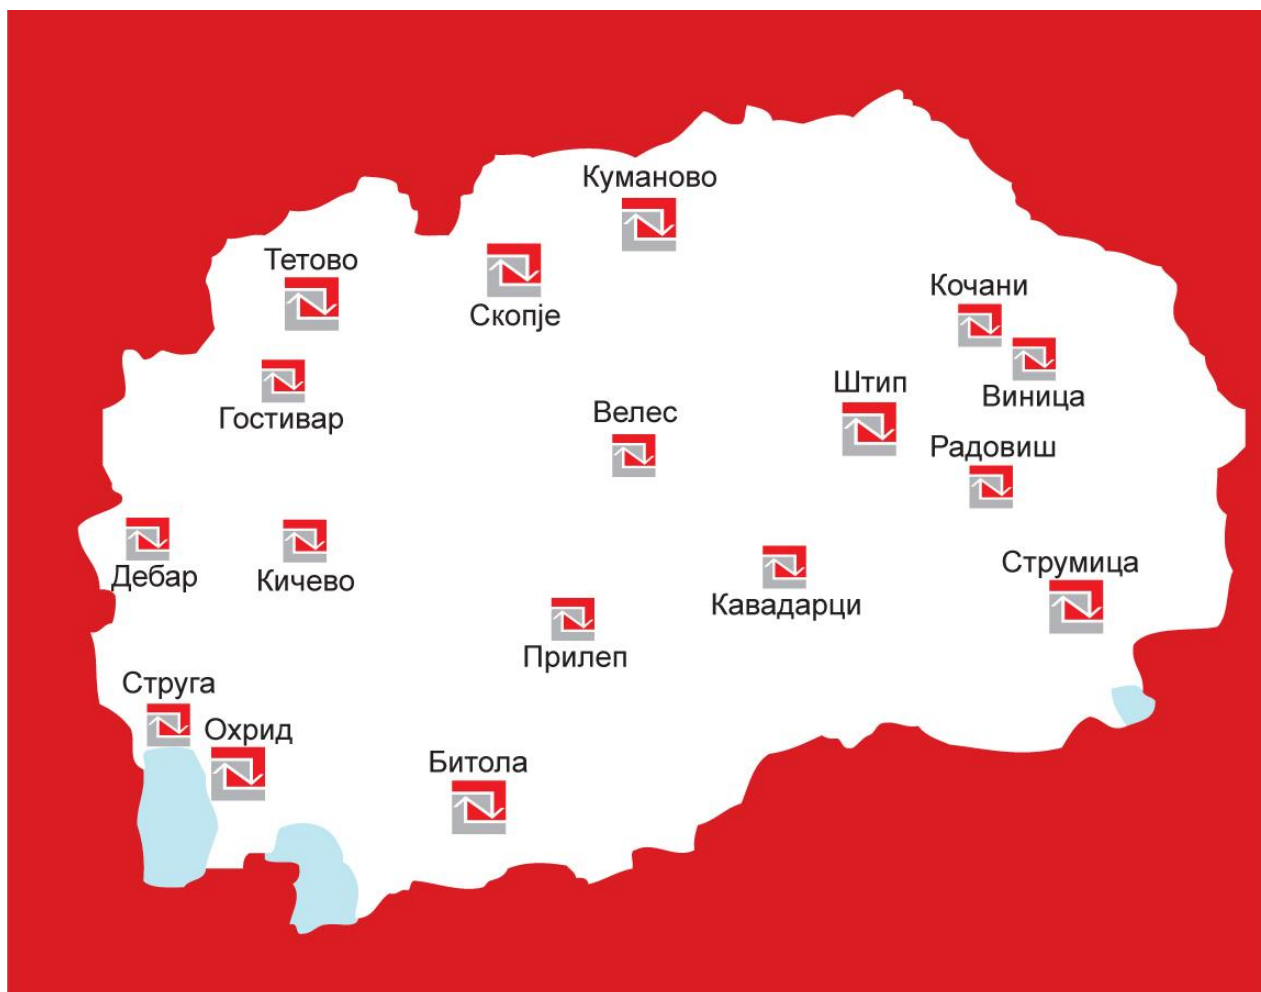 Куманово
Тетово
Скопје
Кочани
Виница
Штип
Гостивар
Велес
Радовиш
Дебар
Кичево
Струмица
Кавадарци
Прилеп
Струга
Охрид
Битола